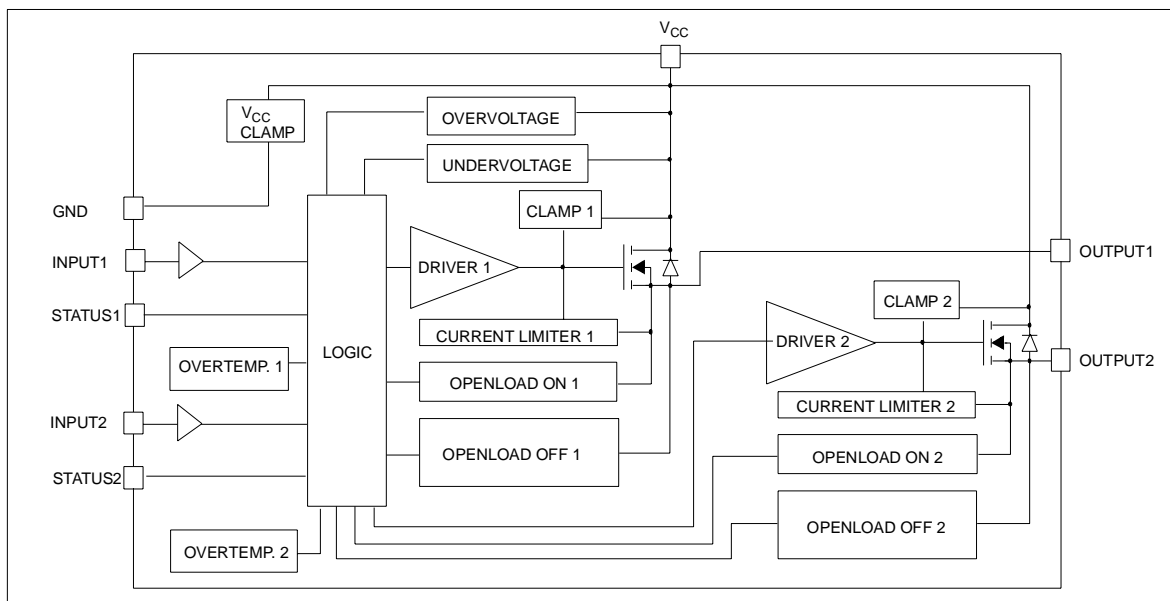 VCC
VCC
CLAMP
OVERVOLTAGE
UNDERVOLTAGE
GND
CLAMP 1
INPUT1
DRIVER 1
OUTPUT1
STATUS1
CURRENT LIMITER 1
LOGIC
CLAMP 2
DRIVER 2
OVERTEMP. 1
OPENLOAD ON 1
OUTPUT2
CURRENT LIMITER 2
INPUT2
OPENLOAD OFF 1
OPENLOAD ON 2
STATUS2
OVERTEMP. 2
OPENLOAD OFF 2